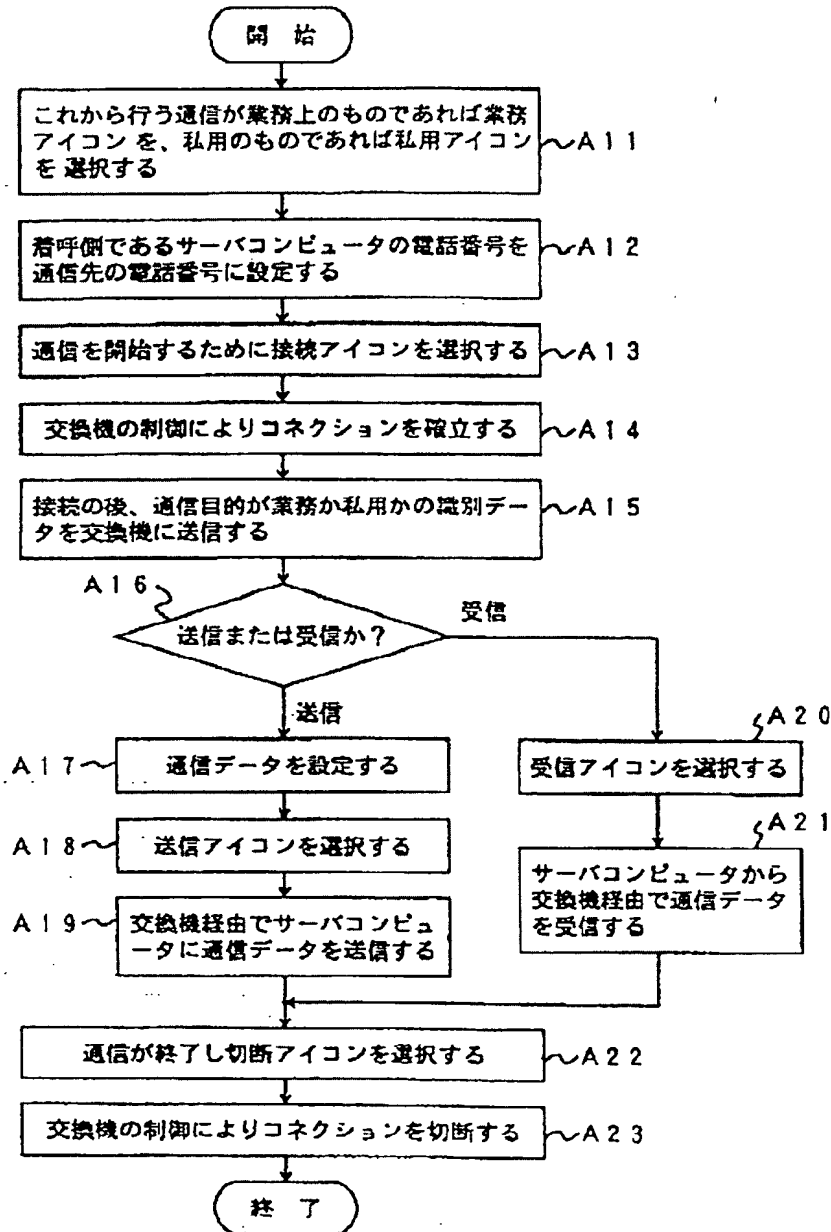 開 始
これから行う通信が業務上のものであれば業務
アイコン を、私用のものであれば私用アイコン
を 選択する
A11
着呼側であるサーバコンピュータの電話番号を
通信先の電話番号に設定する
A12
通信を開始するために接続アイコンを選択する
A13
交換機の制御によりコネクションを確立する
A14
接続の後、通信目的が業務か私用かの識別デー
タを交換機に送信する
A15
A16
送信または受信か?
受信
送信
A17
通信データを設定する
A18
送信アイコンを選択する
A19
交換機経由でサーバコンピュ
ータに通信データを送信する
A20
受信アイコンを選択する
A21
サーバコンピュータから
交換機経由で通信データ
を受信する
通信が終了し切断アイコンを選択する
A22
交換機の制御によりコネクションを切断する
A23
終 了